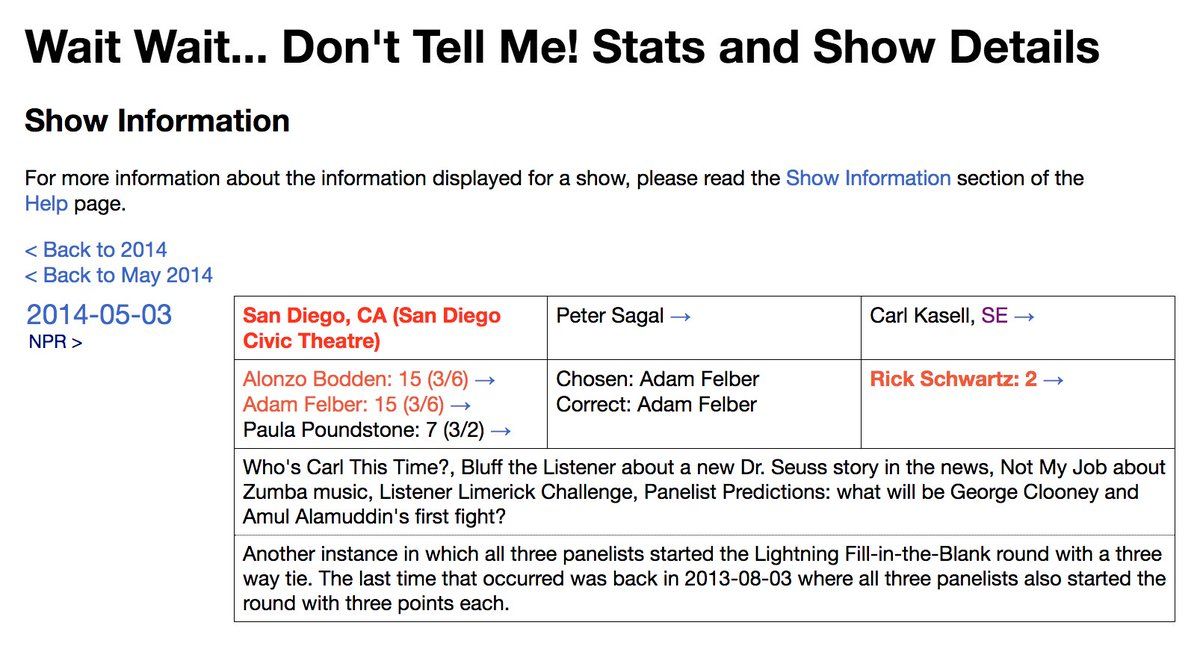 Wait Wait... Don't Tell Me! Stats and Show Details
Show Information
For more information about the information displayed for a show, please read the Show Information section of the
Help page.
< Back to 2014
< Back to May 2014
2014-05-03
NPR >
San Diego, CA (San Diego
Civic Theatre)
Peter Sagal →
Carl Kasell, SE →
Alonzo Bodden: 15 (3/6) →
Adam Felber: 15 (3/6) →
Paula Poundstone: 7 (3/2) →
Chosen: Adam Felber
Correct: Adam Felber
Rick Schwartz: 2 →
Who's Carl This Time?, Bluff the Listener about a new Dr. Seuss story in the news, Not My Job about
Zumba music, Listener Limerick Challenge, Panelist Predictions: what will be George Clooney and
Amul Alamuddin's first fight?
Another instance in which all three panelists started the Lightning Fill-in-the-Blank round with a three
way tie. The last time that occurred was back in 2013-08-03 where all three panelists also started the
round with three points each.